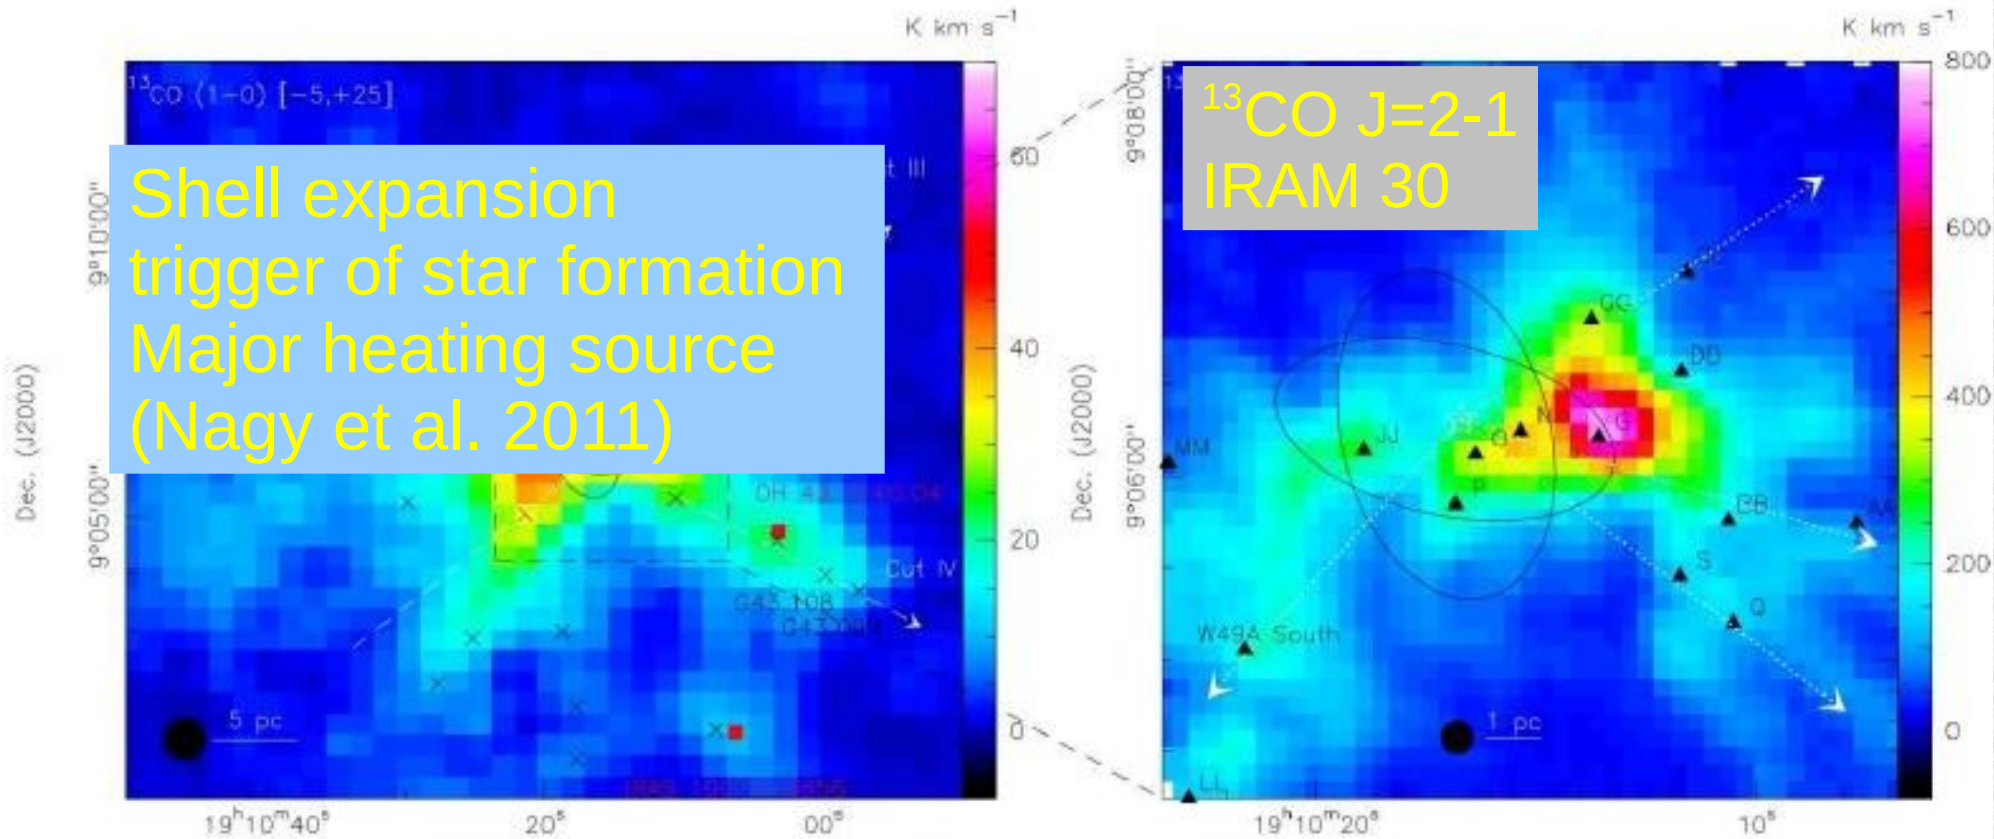 K km s⁻¹
¹³CO (1−0) [−5,+25]
Shell expansion
trigger of star formation
Major heating source
(Nagy et al. 2011)
Cut IV
G43.108
5 pc
Dec. (J2000)
9°10'00"
9°05'00"
19ʰ10ᵐ40ˢ
20ˢ
00ˢ
60
40
20
0
K km s⁻¹
¹³CO J=2-1
IRAM 30
GG
DD
N
G
O
JJ
MM
P
BB
AA
S
Q
W49A South
LL
1 pc
Dec. (J2000)
9°08'00"
9°06'00"
19ʰ10ᵐ20ˢ
10ˢ
800
600
400
200
0